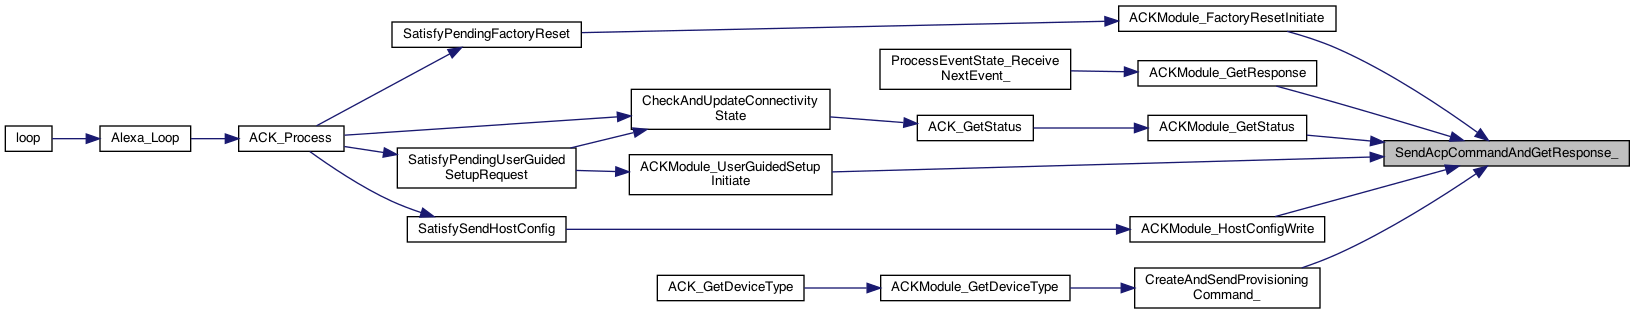 ACKModule_FactoryResetInitiate
SatisfyPendingFactoryReset
ProcessEventState_Receive
NextEvent_
ACKModule_GetResponse
CheckAndUpdateConnectivity
State
ACK_GetStatus
ACKModule_GetStatus
loop
Alexa_Loop
ACK_Process
SendAcpCommandAndGetResponse_
SatisfyPendingUserGuided
SetupRequest
ACKModule_UserGuidedSetup
Initiate
SatisfySendHostConfig
ACKModule_HostConfigWrite
CreateAndSendProvisioning
Command_
ACK_GetDeviceType
ACKModule_GetDeviceType